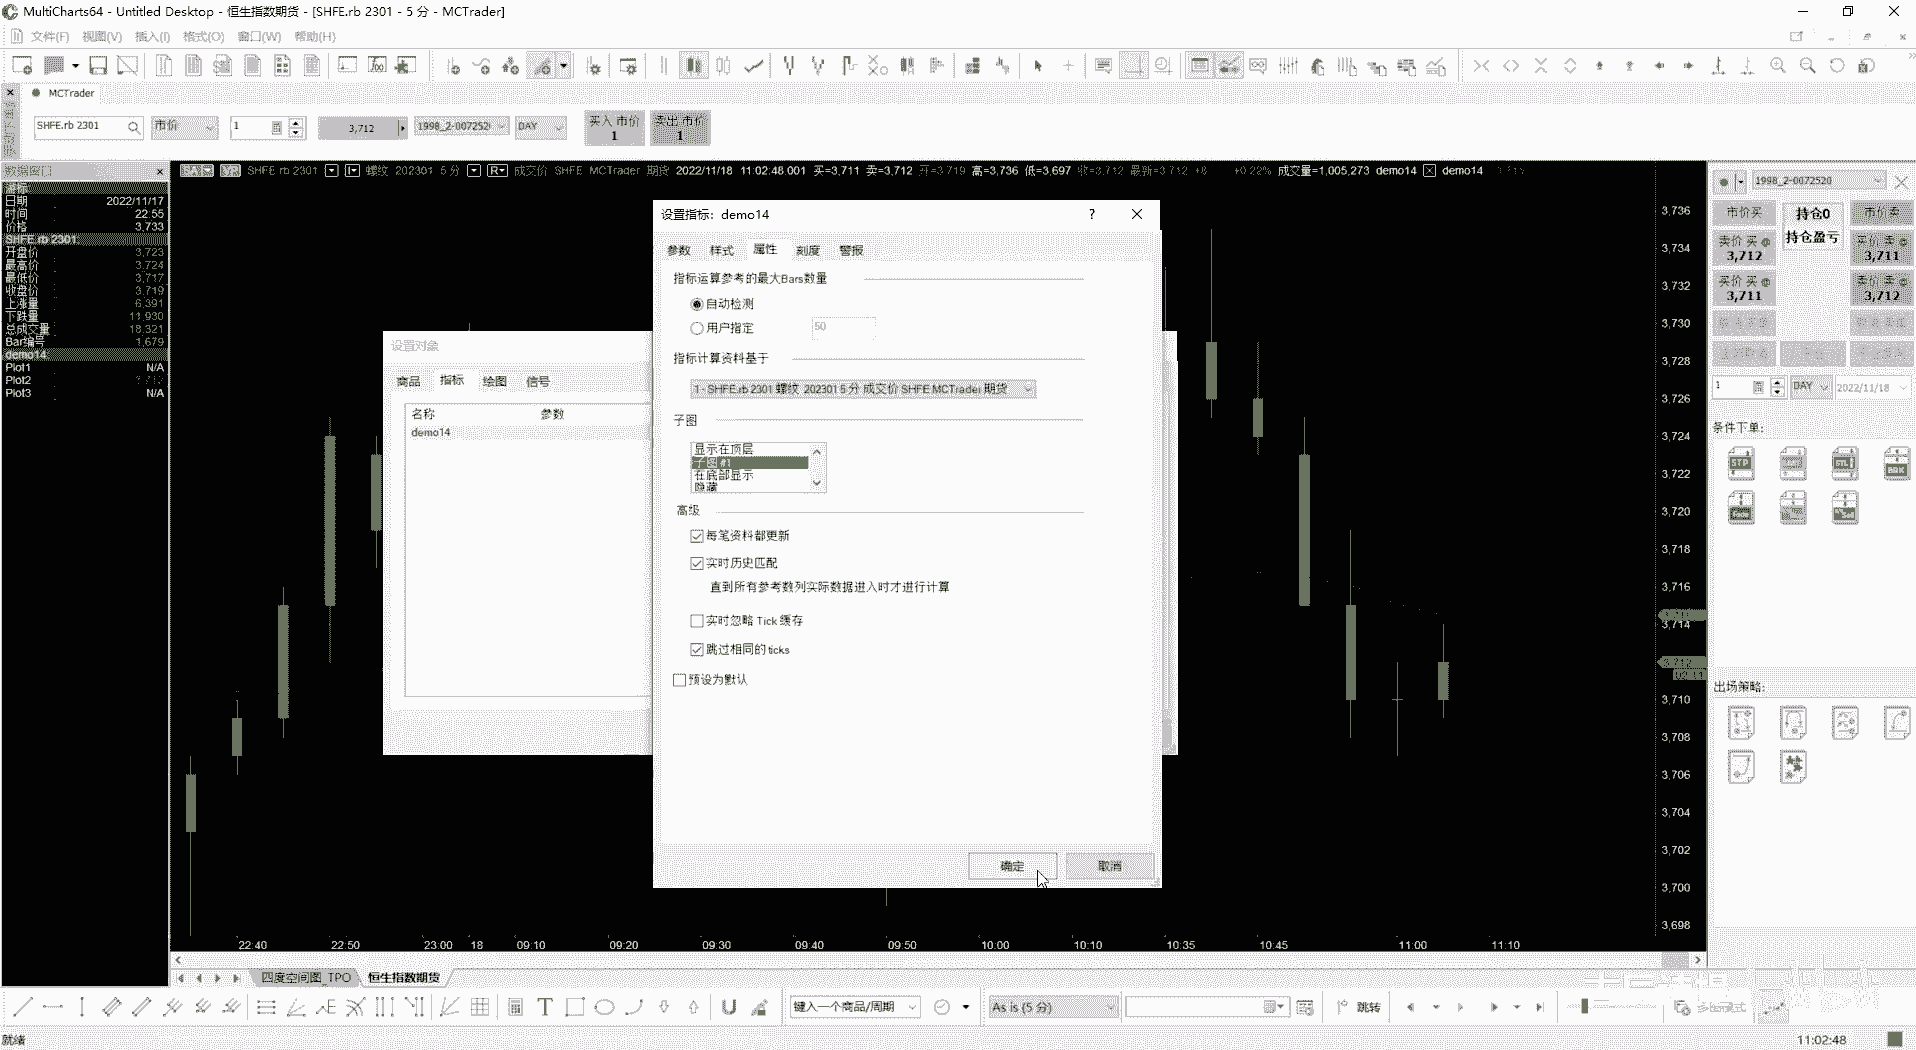 MultiCharts64 - Untitled Desktop - 恒生指数期货 - [SHFE.rb 2301 - 5 分 - MCTrader]
文件(F) 视图(V) 插入(I) 格式(O) 窗口(W) 帮助(H)
MCTrader
SHFE.rb 2301 市价 1 3,712 1998_2-007252 DAY 买入 市价 1 卖出 市价 1
数据窗口
SHFE rb 2301 螺纹 202301 5 分 成交价 SHFE MCTrader 期货 2022/11/18 11:02:48.001 买=3,711 卖=3,712 开=3 719 高=3,736 低=3,697 收=3,712 最新=3 712 +8 +0.22% 成交量=1,005,273 demo14 demo14
游标:
日期 2022/11/17
时间 22:55
价格 3,733
SHFE.rb 2301:
开盘价 3,723
最高价 3,724
最低价 3,717
收盘价 3,719
上涨量 6,391
下跌量 11,930
总成交量 18,321
Bar编号 1,679
demo14:
Plot1 N/A
Plot2
Plot3 N/A
设置对象
商品 指标 绘图 信号
名称 参数
demo14
设置指标: demo14
参数 样式 属性 刻度 警报
指标运算参考的最大Bars数量
自动检测
用户指定 50
指标计算资料基于
1 - SHFE.rb 2301 螺纹 202301 5 分 成交价 SHFE MCTrader 期货
子图
显示在顶层
子图 #1
在底部显示
隐藏
高级
每笔资料都更新
实时历史匹配
直到所有参考数列实际数据进入时才进行计算
实时忽略 Tick 缓存
跳过相同的 ticks
预设为默认
确定 取消
3,736
3,734
3,732
3,730
3,728
3,726
3,724
3,722
3,720
3,718
3,716
3,714
3,712
3,710
3,708
3,706
3,704
3,702
3,700
3,698
22:40 22:50 23:00 18 09:10 09:20 09:30 09:40 09:50 10:00 10:10 10:35 10:45 11:00 11:10
1998_2-0072520
市价买 持仓0 市价卖
持仓盈亏
卖价 买 @ 3,712
买价 卖 @ 3,711
买价 买 @ 3,711
卖价 卖 @ 3,712
1 DAY 2022/11/18
条件下单:
出场策略:
四度空间图_TPO 恒生指数期货
键入一个商品/周期 As is (5 分) 跳转
就绪 11:02:48